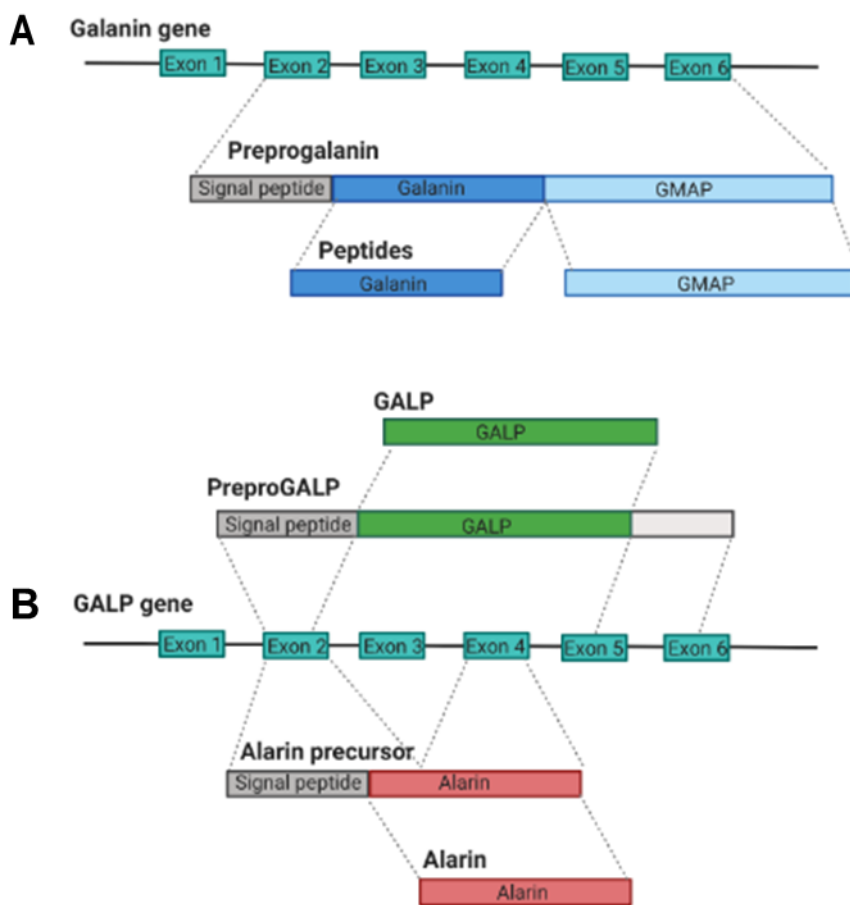 A
Galanin gene
Exon 1 Exon 2 Exon 3 Exon 4 Exon 5 Exon 6
Preprogalanin
Signal peptide Galanin GMAP
Peptides
Galanin GMAP
GALP
GALP
PreproGALP
Signal peptide GALP
B
GALP gene
Exon 1 Exon 2 Exon 3 Exon 4 Exon 5 Exon 6
Alarin precursor
Signal peptide Alarin
Alarin
Alarin